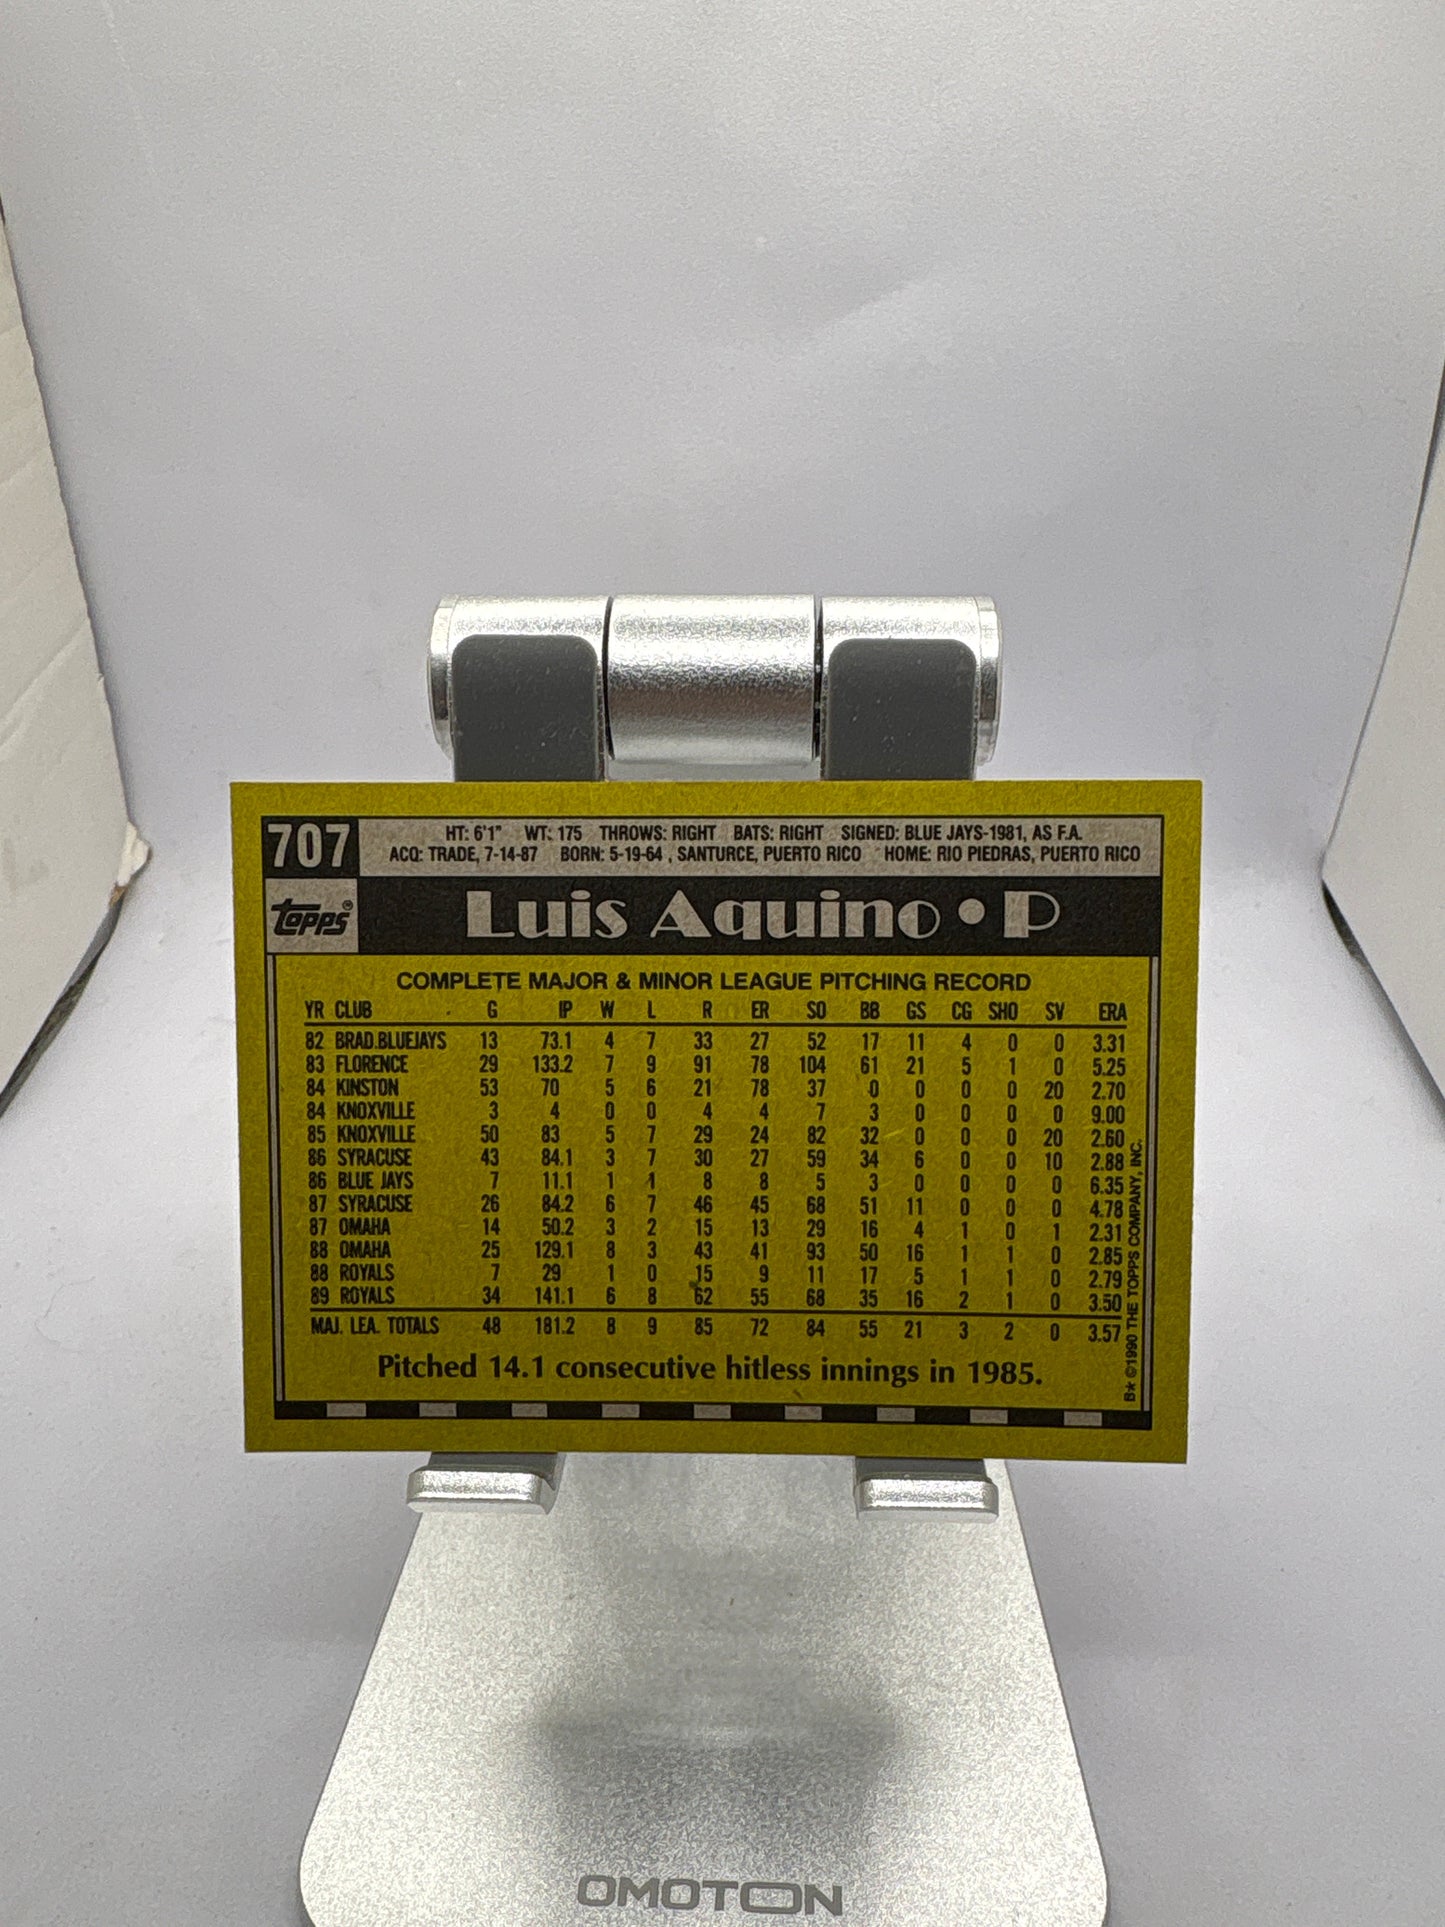 707
HT: 6'1" WT: 175 THROWS: RIGHT BATS: RIGHT SIGNED: BLUE JAYS-1981, AS F.A.
ACQ: TRADE, 7-14-87 BORN: 5-19-64 , SANTURCE, PUERTO RICO HOME: RIO PIEDRAS, PUERTO RICO
topps®
Luis Aquino • P
COMPLETE MAJOR & MINOR LEAGUE PITCHING RECORD
YR CLUB G IP W L R ER SO BB GS CG SHO SV ERA
82 BRAD.BLUEJAYS 13 73.1 4 7 33 27 52 17 11 4 0 0 3.31
83 FLORENCE 29 133.2 7 9 91 78 104 61 21 5 1 0 5.25
84 KINSTON 53 70 5 6 21 78 37 0 0 0 0 20 2.70
84 KNOXVILLE 3 4 0 0 4 4 7 3 0 0 0 0 9.00
85 KNOXVILLE 50 83 5 7 29 24 82 32 0 0 0 20 2.60
86 SYRACUSE 43 84.1 3 7 30 27 59 34 6 0 0 10 2.88
86 BLUE JAYS 7 11.1 1 1 8 8 5 3 0 0 0 0 6.35
87 SYRACUSE 26 84.2 6 7 46 45 68 51 11 0 0 0 4.78
87 OMAHA 14 50.2 3 2 15 13 29 16 4 1 0 1 2.31
88 OMAHA 25 129.1 8 3 43 41 93 50 16 1 1 0 2.85
88 ROYALS 7 29 1 0 15 9 11 17 5 1 1 0 2.79
89 ROYALS 34 141.1 6 8 62 55 68 35 16 2 1 0 3.50
MAJ. LEA. TOTALS 48 181.2 8 9 85 72 84 55 21 3 2 0 3.57
Pitched 14.1 consecutive hitless innings in 1985.
B★ ©1990 THE TOPPS COMPANY, INC.
OMOTON